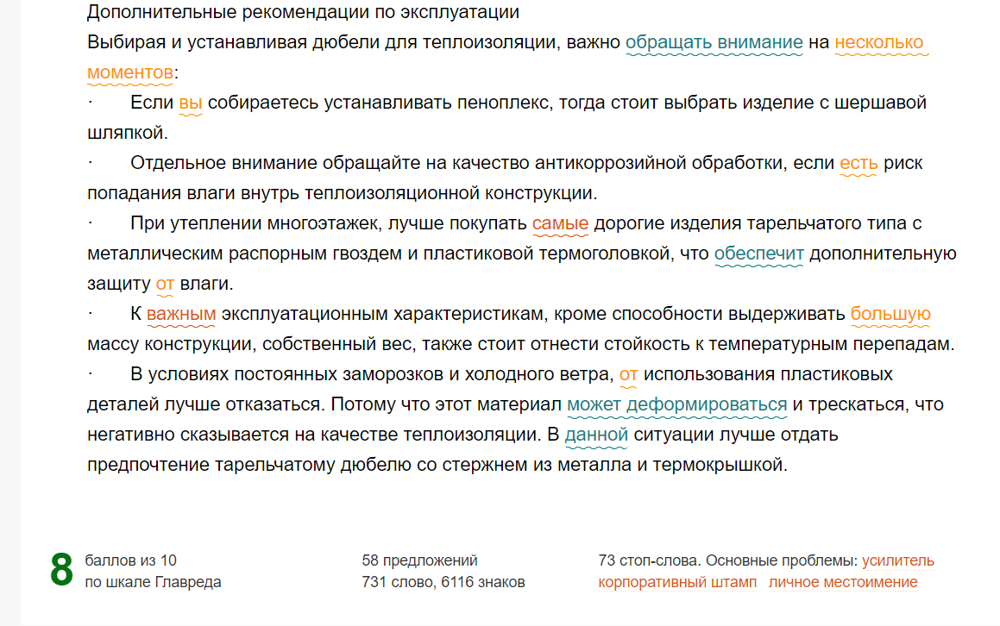 Дополнительные рекомендации по эксплуатации
Выбирая и устанавливая дюбели для теплоизоляции, важно обращать внимание на несколько
моментов:
· Если вы собираетесь устанавливать пеноплекс, тогда стоит выбрать изделие с шершавой
шляпкой.
· Отдельное внимание обращайте на качество антикоррозийной обработки, если есть риск
попадания влаги внутрь теплоизоляционной конструкции.
· При утеплении многоэтажек, лучше покупать самые дорогие изделия тарельчатого типа с
металлическим распорным гвоздем и пластиковой термоголовкой, что обеспечит дополнительную
защиту от влаги.
· К важным эксплуатационным характеристикам, кроме способности выдерживать большую
массу конструкции, собственный вес, также стоит отнести стойкость к температурным перепадам.
· В условиях постоянных заморозков и холодного ветра, от использования пластиковых
деталей лучше отказаться. Потому что этот материал может деформироваться и трескаться, что
негативно сказывается на качестве теплоизоляции. В данной ситуации лучше отдать
предпочтение тарельчатому дюбелю со стержнем из металла и термокрышкой.
8 баллов из 10 58 предложений 73 стоп-слова. Основные проблемы: усилитель
по шкале Главреда 731 слово, 6116 знаков корпоративный штамп личное местоимение